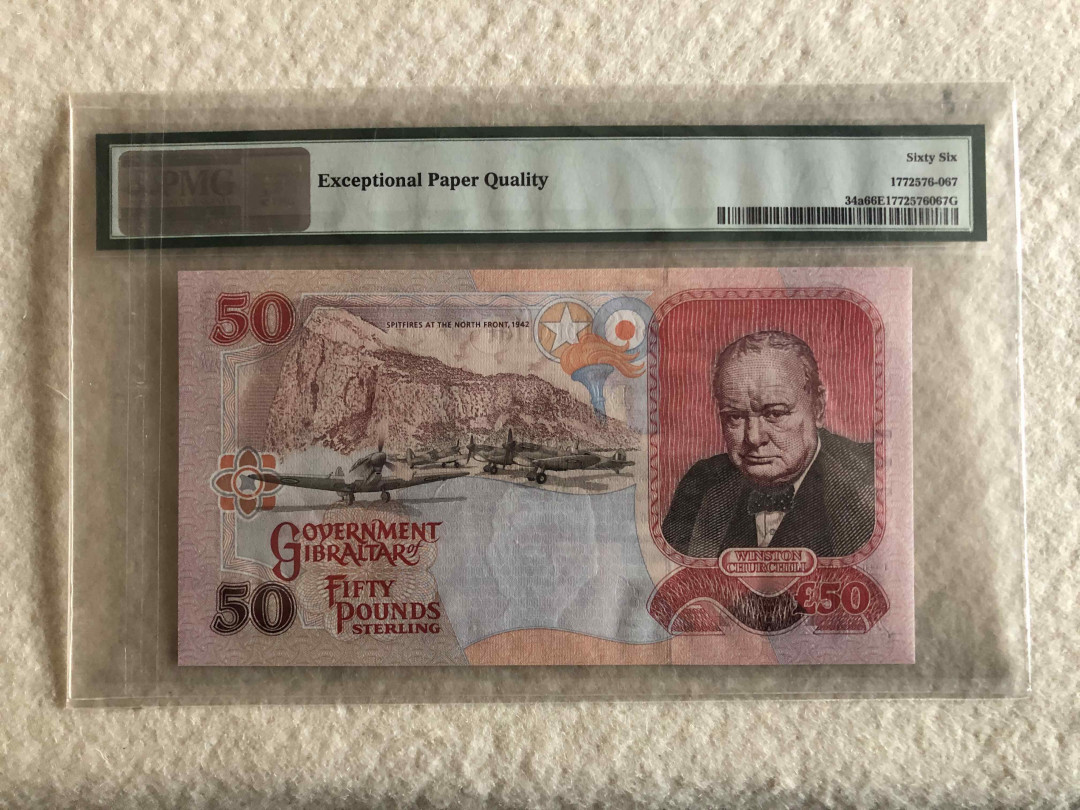 PMG
Exceptional Paper Quality
Sixty Six
1772576-067
34a66E1772576067G
50
SPITFIRES AT THE NORTH FRONT, 1942
GOVERNMENT
GIBRALTAR of
FIFTY
POUNDS
STERLING
50
WINSTON
CHURCHILL
£50